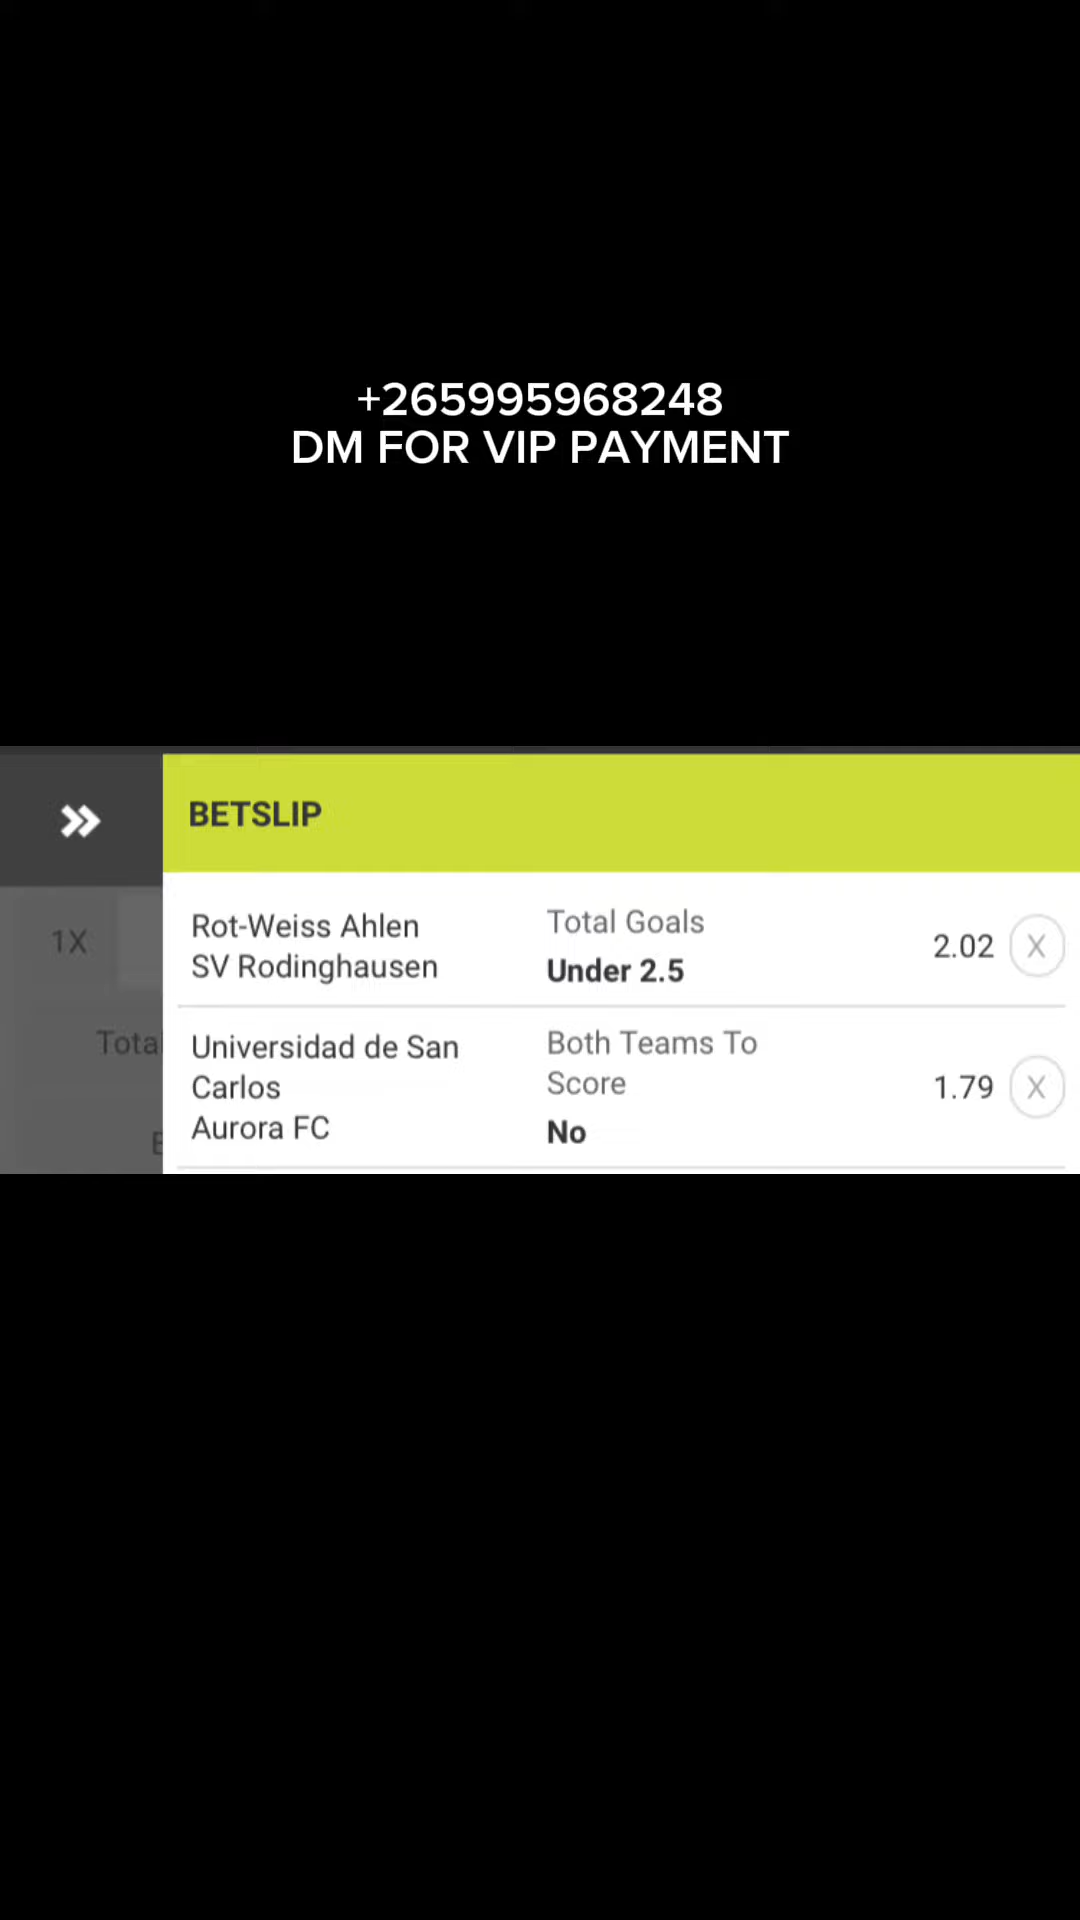 +265995968248
DM FOR VIP PAYMENT
BETSLIP
1X
Rot-Weiss Ahlen
SV Rodinghausen
Total Goals
Under 2.5
2.02
X
Universidad de San
Carlos
Aurora FC
Both Teams To
Score
No
1.79
X